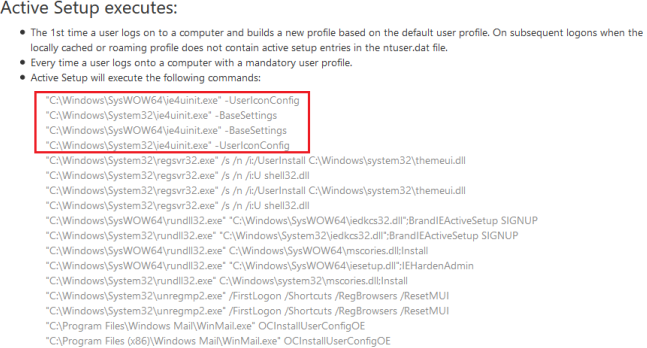 Active Setup executes:
The 1st time a user logs on to a computer and builds a new profile based on the default user profile. On subsequent logons when the
locally cached or roaming profile does not contain active setup entries in the ntuser.dat file.
Every time a user logs onto a computer with a mandatory user profile.
Active Setup will execute the following commands:
"C:\Windows\SysWOW64\ie4uinit.exe" -UserIconConfig
"C:\Windows\System32\ie4uinit.exe" -BaseSettings
"C:\Windows\SysWOW64\ie4uinit.exe" -BaseSettings
"C:\Windows\System32\ie4uinit.exe" -UserIconConfig
"C:\Windows\System32\regsvr32.exe" /s /n /i:/UserInstall C:\Windows\system32\themeui.dll
"C:\Windows\System32\regsvr32.exe" /s /n /i:U shell32.dll
"C:\Windows\System32\regsvr32.exe" /s /n /i:/UserInstall C:\Windows\system32\themeui.dll
"C:\Windows\System32\regsvr32.exe" /s /n /i:U shell32.dll
"C:\Windows\SysWOW64\rundll32.exe" "C:\Windows\SysWOW64\iedkcs32.dll";BrandIEActiveSetup SIGNUP
"C:\Windows\System32\rundll32.exe" "C:\Windows\System32\iedkcs32.dll";BrandIEActiveSetup SIGNUP
"C:\Windows\SysWOW64\rundll32.exe" C:\Windows\SysWOW64\mscories.dll;Install
"C:\Windows\SysWOW64\rundll32.exe" "C:\Windows\SysWOW64\iesetup.dll";IEHardenAdmin
"C:\Windows\System32\rundll32.exe" C:\Windows\system32\mscories.dll;Install
"C:\Windows\System32\unregmp2.exe" /FirstLogon /Shortcuts /RegBrowsers /ResetMUI
"C:\Windows\System32\unregmp2.exe" /FirstLogon /Shortcuts /RegBrowsers /ResetMUI
"C:\Program Files\Windows Mail\WinMail.exe" OCInstallUserConfigOE
"C:\Program Files (x86)\Windows Mail\WinMail.exe" OCInstallUserConfigOE